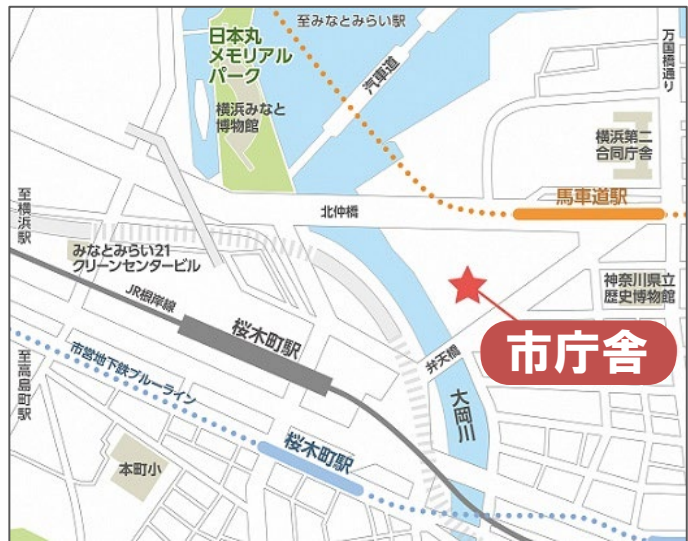 至みなとみらい駅
日本丸
メモリアル
パーク
汽車道
万国橋通り
横浜みなと
博物館
横浜第二
合同庁舎
至横浜駅
北仲橋
馬車道駅
みなとみらい21
クリーンセンタービル
神奈川県立
歴史博物館
JR根岸線
桜木町駅
市庁舎
弁天橋
至高島町駅
市営地下鉄ブルーライン
大岡川
桜木町駅
本町小